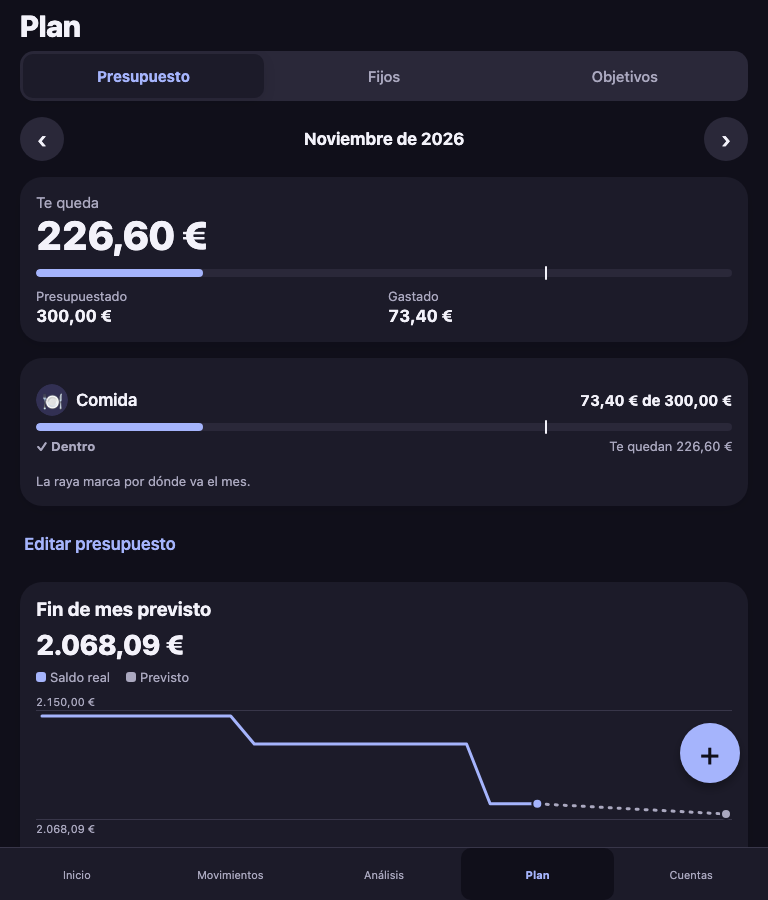 Plan
Presupuesto
Fijos
Objetivos
‹
Noviembre de 2026
›
Te queda
226,60 €
Presupuestado
Gastado
300,00 €
73,40 €
Comida
73,40 € de 300,00 €
✓ Dentro
Te quedan 226,60 €
La raya marca por dónde va el mes.
Editar presupuesto
Fin de mes previsto
2.068,09 €
Saldo real
Previsto
2.150,00 €
+
2.068,09 €
Inicio
Movimientos
Análisis
Plan
Cuentas